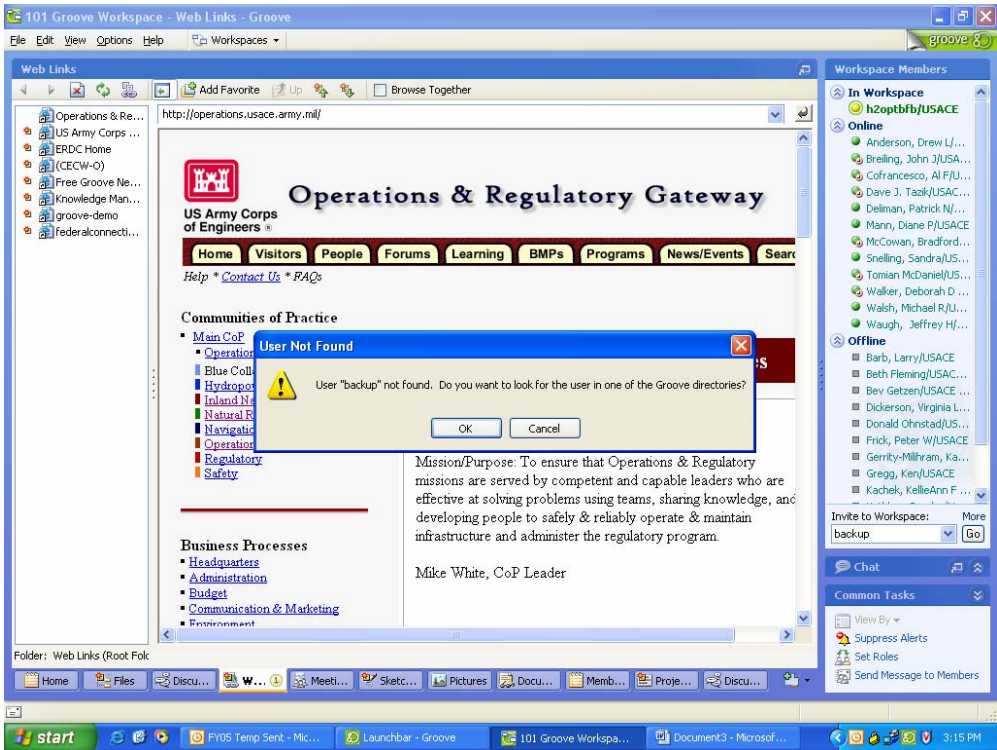 101 Groove Workspace - Web Links - Groove
File Edit View Options Help Workspaces
groove
Web Links
Add Favorite Up Browse Together
Operations & Re...
US Army Corps ...
ERDC Home
(CECW-O)
Free Groove Ne...
Knowledge Man...
groove-demo
federalconnecti...
http://operations.usace.army.mil/
US Army Corps
of Engineers ®
Operations & Regulatory Gateway
Home Visitors People Forums Learning BMPs Programs News/Events Searc
Help * Contact Us * FAQs
Communities of Practice
Main CoP
Operation
Blue Coll
Hydropo
Inland Na
Natural R
Navigatio
Operation
Regulatory
Safety
User Not Found
User "backup" not found. Do you want to look for the user in one of the Groove directories?
OK Cancel
Mission/Purpose: To ensure that Operations & Regulatory
missions are served by competent and capable leaders who are
effective at solving problems using teams, sharing knowledge, and
developing people to safely & reliably operate & maintain
infrastructure and administer the regulatory program.
Mike White, CoP Leader
Business Processes
Headquarters
Administration
Budget
Communication & Marketing
Environment
Folder: Web Links (Root Folc
Workspace Members
In Workspace
h2optbfb/USACE
Online
Anderson, Drew L/...
Breiling, John J/USA...
Cofrancesco, Al F/U...
Dave J. Tazik/USAC...
Deliman, Patrick N/...
Mann, Diane P/USACE
McCowan, Bradford...
Snelling, Sandra/US...
Tomian McDaniel/US...
Walker, Deborah D ...
Walsh, Michael R/U...
Waugh, Jeffrey H/...
Offline
Barb, Larry/USACE
Beth Fleming/USAC...
Bev Getzen/USACE ...
Dickerson, Virginia L...
Donald Ohnstad/US...
Frick, Peter W/USACE
Gerrity-Milhram, Ka...
Gregg, Ken/USACE
Kachek, KellieAnn F ...
Invite to Workspace: More
backup Go
Chat
Common Tasks
View By
Suppress Alerts
Set Roles
Send Message to Members
Home Files Discu... W... 1 Meeti... Sketc... Pictures Docu... Memb... Proje... Discu...
start FY05 Temp Sent - Mic... Launchbar - Groove 101 Groove Workspa... Document3 - Microsof... 3:15 PM